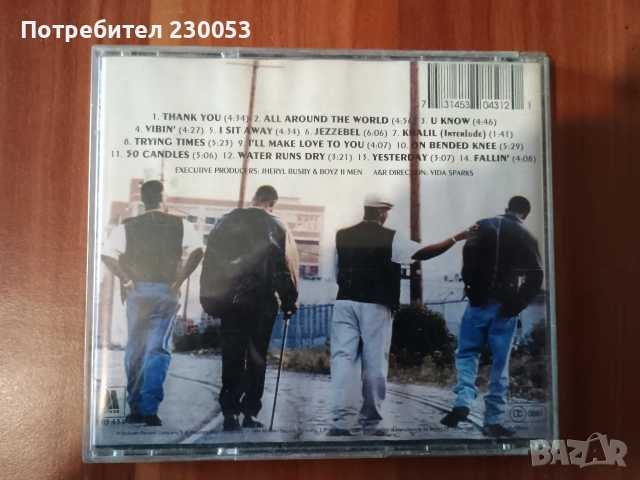 Потребител 230053
7 31453 04312 1
1. THANK YOU (4:34) 2. ALL AROUND THE WORLD (4:56) 3. U KNOW (4:46)
4. VIBIN' (4:27) 5. I SIT AWAY (4:34) 6. JEZZEBEL (6:06) 7. KHALIL (INTERLUDE) (1:41)
8. TRYING TIMES (5:23) 9. I'LL MAKE LOVE TO YOU (4:07) 10. ON BENDED KNEE (5:29)
11. 50 CANDLES (5:06) 12. WATER RUNS DRY (3:21) 13. YESTERDAY (3:07) 14. FALLIN' (4:08)
EXECUTIVE PRODUCERS: JHERYL BUSBY & BOYZ II MEN A&R DIRECTION: VIDA SPARKS
bazar.bg